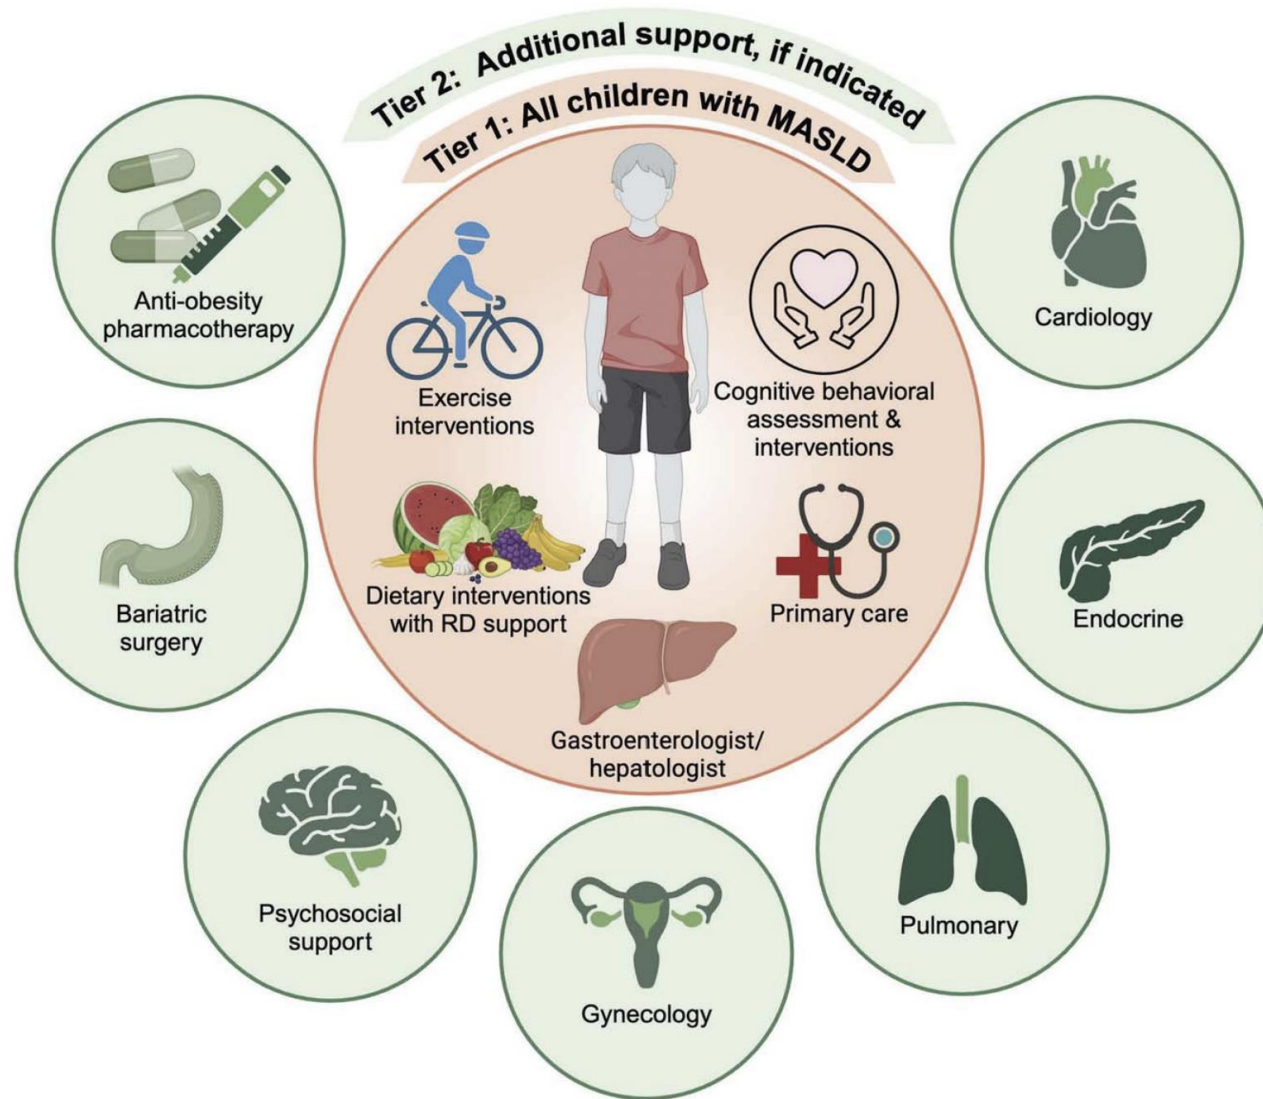 Tier 2: Additional support, if indicated
Tier 1: All children with MASLD
Anti-obesity
pharmacotherapy
Exercise
interventions
Cognitive behavioral
assessment &
interventions
Cardiology
Bariatric
surgery
Dietary interventions
with RD support
Primary care
Endocrine
Gastroenterologist/
hepatologist
Psychosocial
support
Gynecology
Pulmonary